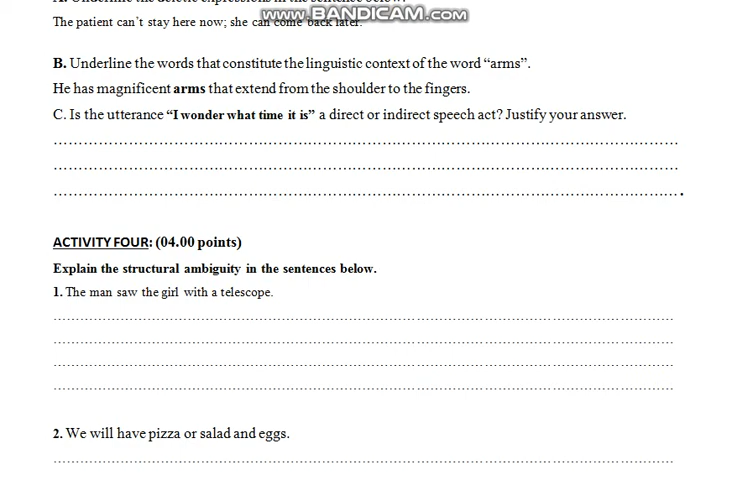 A. Underline the deictic expressions in the sentence below:
www.BANDICAM.com
The patient can't stay here now; she can come back later.
B. Underline the words that constitute the linguistic context of the word “arms”.
He has magnificent arms that extend from the shoulder to the fingers.
C. Is the utterance “I wonder what time it is” a direct or indirect speech act? Justify your answer.
ACTIVITY FOUR: (04.00 points)
Explain the structural ambiguity in the sentences below.
1. The man saw the girl with a telescope.
2. We will have pizza or salad and eggs.